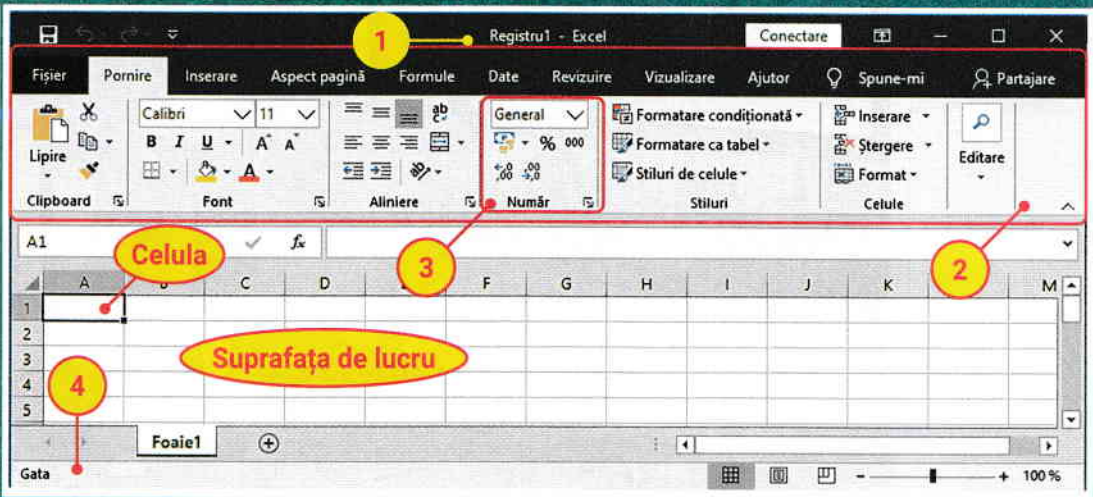 1
Registru1 - Excel
Conectare
Fișier Pornire Inserare Aspect pagină Formule Date Revizuire Vizualizare Ajutor Spune-mi Partajare
Calibri 11 ab General Formatare condiționată Inserare
Lipire B I U A A % 000 Formatare ca tabel Ștergere Editare
A ,00 Stiluri de celule Format
Clipboard Font Aliniere Număr Stiluri Celule
A1 fx
Celula 3 2
A C D F G H I J K M
1
2
3 Suprafața de lucru
4 4
5
Foaie1
Gata 100 %